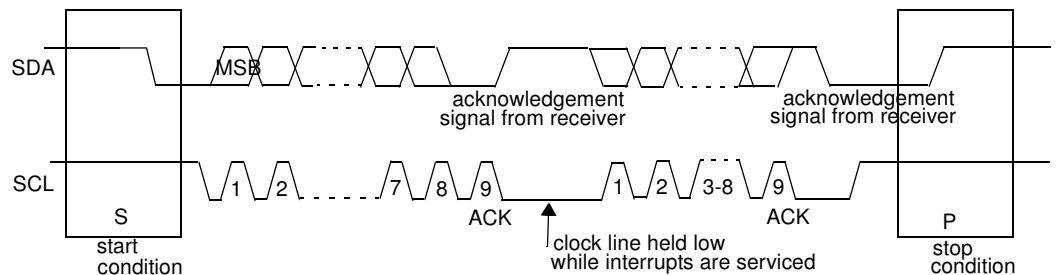 SDA
MSB
acknowledgement
signal from receiver
acknowledgement
signal from receiver
SCL
1 2 7 8 9 1 2 3-8 9
ACK
ACK
S
P
start
condition
clock line held low
while interrupts are serviced
stop
condition